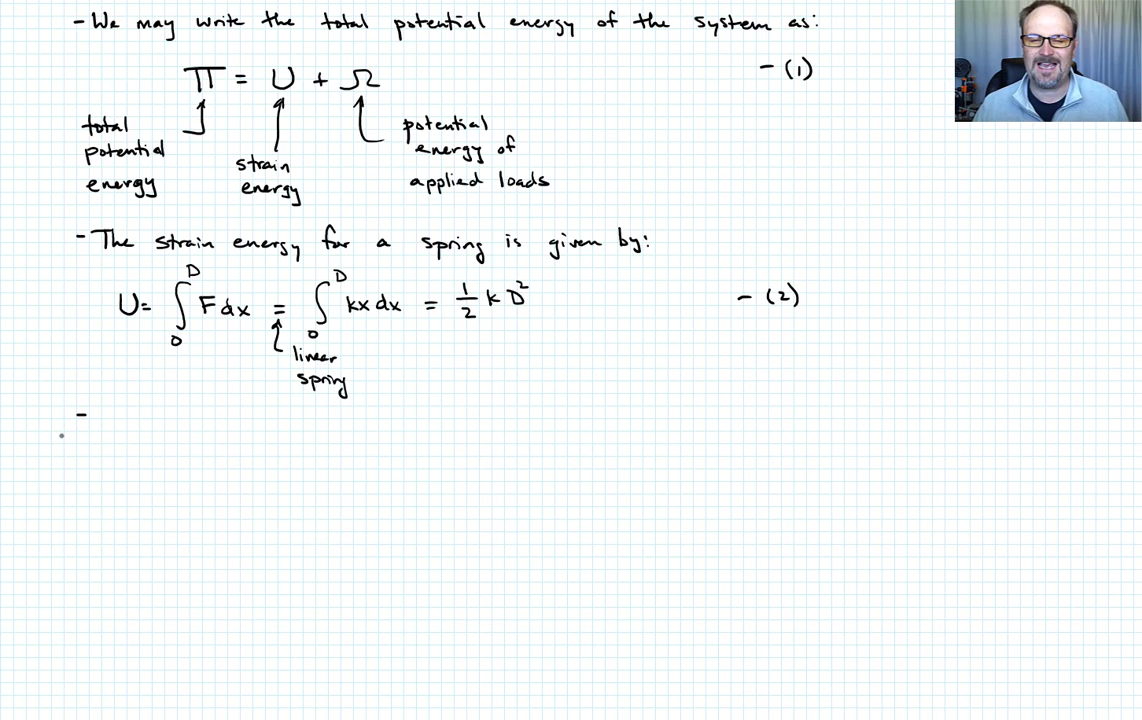 - We may write the total potential energy of the system as:
Π = U + Ω - (1)
total potential energy
strain energy
potential energy of applied loads
- The strain energy for a spring is given by:
U = ∫₀ᴰ F dx = ∫₀ᴰ kx dx = 1/2 k D² - (2)
linear spring
-